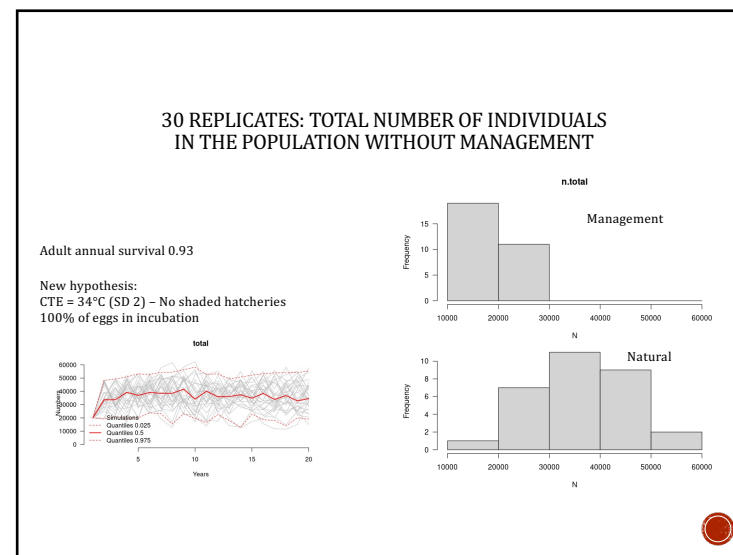 30 REPLICATES: TOTAL NUMBER OF INDIVIDUALS
IN THE POPULATION WITHOUT MANAGEMENT
Adult annual survival 0.93
New hypothesis:
CTE = 34°C (SD 2) – No shaded hatcheries
100% of eggs in incubation
total
Numbers
60000
50000
40000
30000
20000
10000
0
Simulations
Quantiles 0.025
Quantiles 0.5
Quantiles 0.975
5 10 15 20
Years
n.total
Management
Frequency
15
10
5
0
10000 20000 30000 40000 50000 60000
N
Natural
Frequency
10
8
6
4
2
0
10000 20000 30000 40000 50000 60000
N